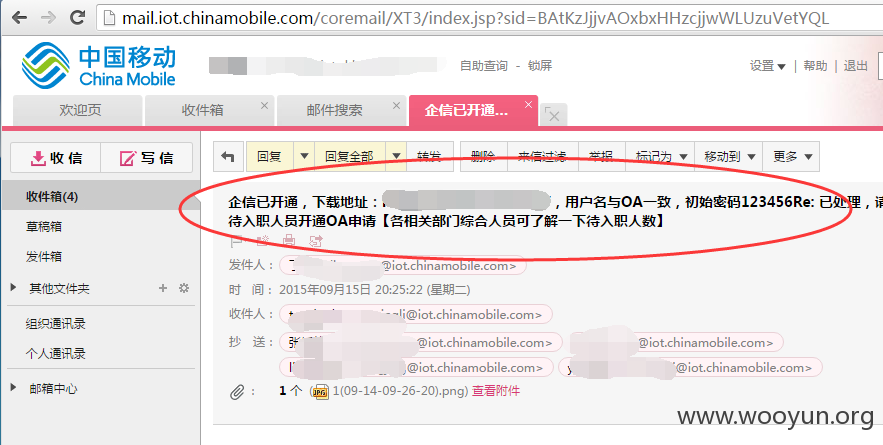 mail.iot.chinamobile.com/coremail/XT3/index.jsp?sid=BAtKzJjjvAOxbxHHzcjjwWLUzuVetYQL
中国移动
China Mobile
自助查询 - 锁屏
设置 | 帮助 | 退出
欢迎页 收件箱 邮件搜索 企信已开通...
收信 写信
回复 回复全部 转发 删除 来信过滤 举报 标记为 移动到 更多
收件箱(4)
草稿箱
发件箱
其他文件夹
组织通讯录
个人通讯录
邮箱中心
企信已开通，下载地址： ，用户名与OA一致，初始密码123456Re: 已处理，请
待入职人员开通OA申请【各相关部门综合人员可了解一下待入职人数】
发件人： @iot.chinamobile.com>
时 间： 2015年09月15日 20:25:22 (星期二)
收件人： @iot.chinamobile.com>
抄 送： @iot.chinamobile.com> @iot.chinamobile.com>
@iot.chinamobile.com> @iot.chinamobile.com>
： 1 个 ( 1(09-14-09-26-20).png) 查看附件
www.wooyun.org